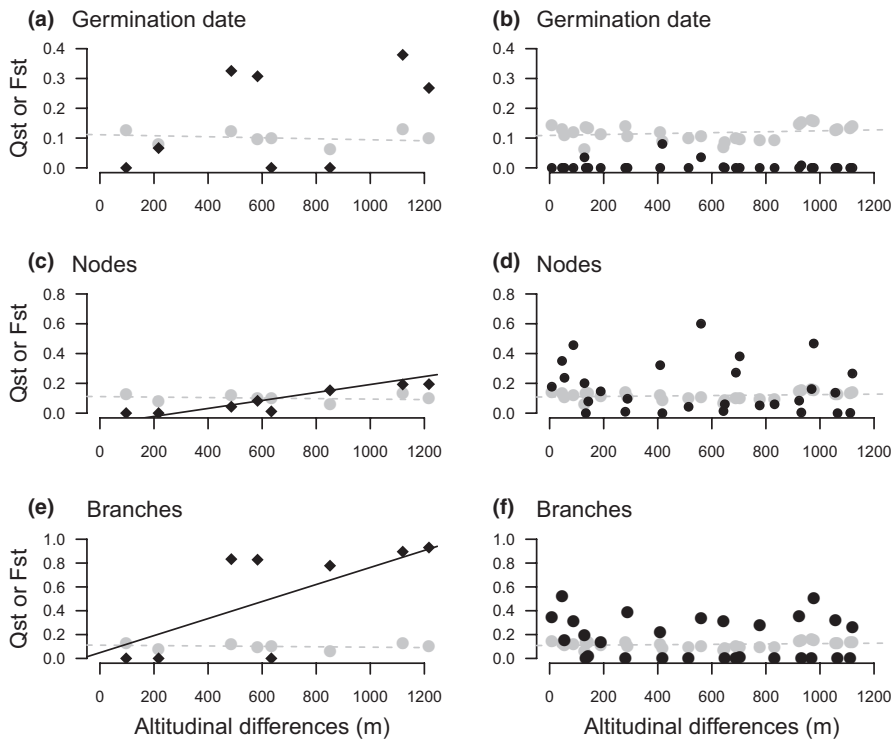 (a) Germination date
Qst or Fst
0.4
0.3
0.2
0.1
0.0
0 200 400 600 800 1000 1200
(b) Germination date
0.4
0.3
0.2
0.1
0.0
0 200 400 600 800 1000 1200
(c) Nodes
Qst or Fst
0.8
0.6
0.4
0.2
0.0
0 200 400 600 800 1000 1200
(d) Nodes
0.8
0.6
0.4
0.2
0.0
0 200 400 600 800 1000 1200
(e) Branches
Qst or Fst
1.0
0.8
0.6
0.4
0.2
0.0
0 200 400 600 800 1000 1200
Altitudinal differences (m)
(f) Branches
1.0
0.8
0.6
0.4
0.2
0.0
0 200 400 600 800 1000 1200
Altitudinal differences (m)